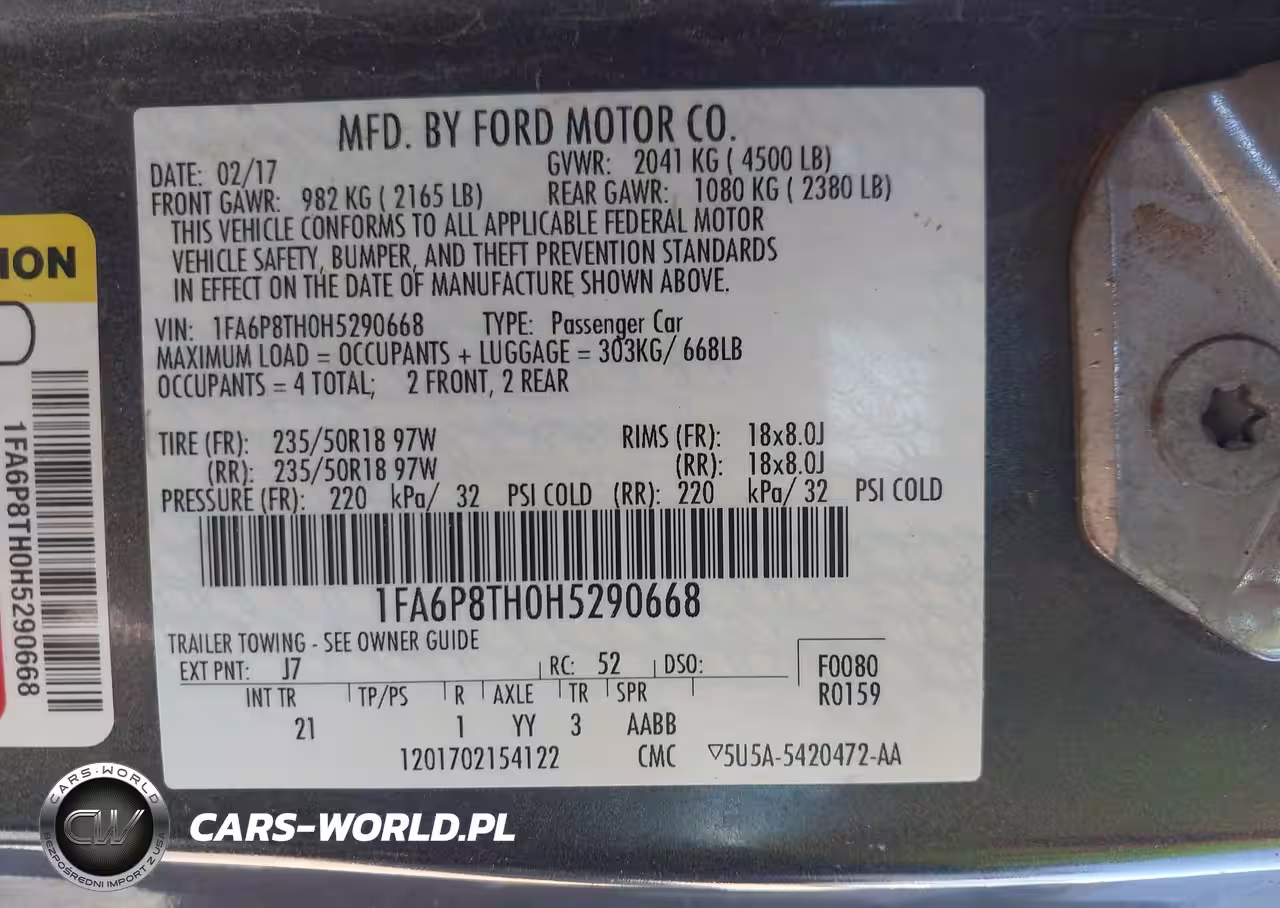 MFD. BY FORD MOTOR CO.
DATE: 02/17 GVWR: 2041 KG ( 4500 LB)
FRONT GAWR: 982 KG ( 2165 LB) REAR GAWR: 1080 KG ( 2380 LB)
THIS VEHICLE CONFORMS TO ALL APPLICABLE FEDERAL MOTOR
VEHICLE SAFETY, BUMPER, AND THEFT PREVENTION STANDARDS
IN EFFECT ON THE DATE OF MANUFACTURE SHOWN ABOVE.
VIN: 1FA6P8TH0H5290668 TYPE: Passenger Car
MAXIMUM LOAD = OCCUPANTS + LUGGAGE = 303KG/ 668LB
OCCUPANTS = 4 TOTAL; 2 FRONT, 2 REAR
TIRE (FR): 235/50R18 97W RIMS (FR): 18x8.0J
(RR): 235/50R18 97W (RR): 18x8.0J
PRESSURE (FR): 220 kPa/ 32 PSI COLD (RR): 220 kPa/ 32 PSI COLD
1FA6P8TH0H5290668
TRAILER TOWING - SEE OWNER GUIDE
EXT PNT: J7 RC: 52 DSO: F0080
INT TR TP/PS R AXLE TR SPR R0159
21 1 YY 3 AABB
1201702154122 CMC ▽5U5A-5420472-AA
ION
1FA6P8TH0H5290668
CARS-WORLD
CW
BEZPOŚREDNI IMPORT Z USA
CARS-WORLD.PL